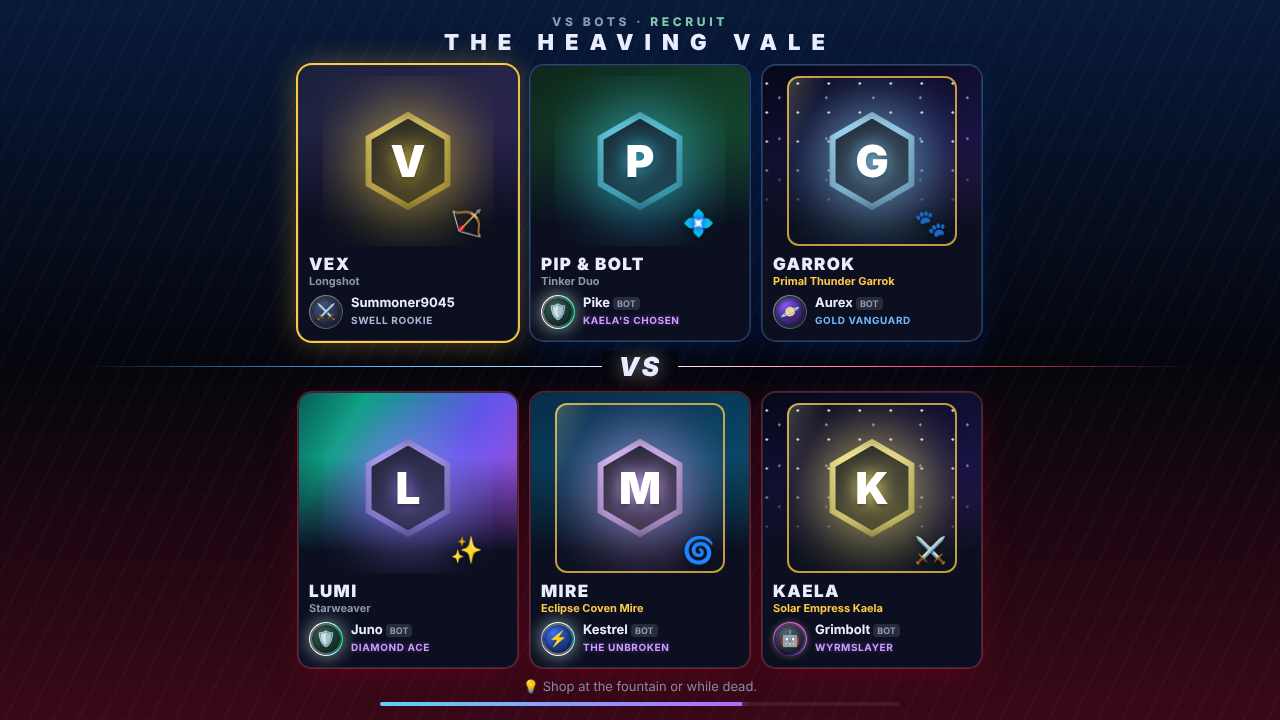 VS BOTS · RECRUIT
THE HEAVING VALE
V
VEX
Longshot
Summoner9045
SWELL ROOKIE
P
PIP & BOLT
Tinker Duo
Pike BOT
KAELA'S CHOSEN
G
GARROK
Primal Thunder Garrok
Aurex BOT
GOLD VANGUARD
VS
L
LUMI
Starweaver
Juno BOT
DIAMOND ACE
M
MIRE
Eclipse Coven Mire
Kestrel BOT
THE UNBROKEN
K
KAELA
Solar Empress Kaela
Grimbolt BOT
WYRMSLAYER
💡 Shop at the fountain or while dead.